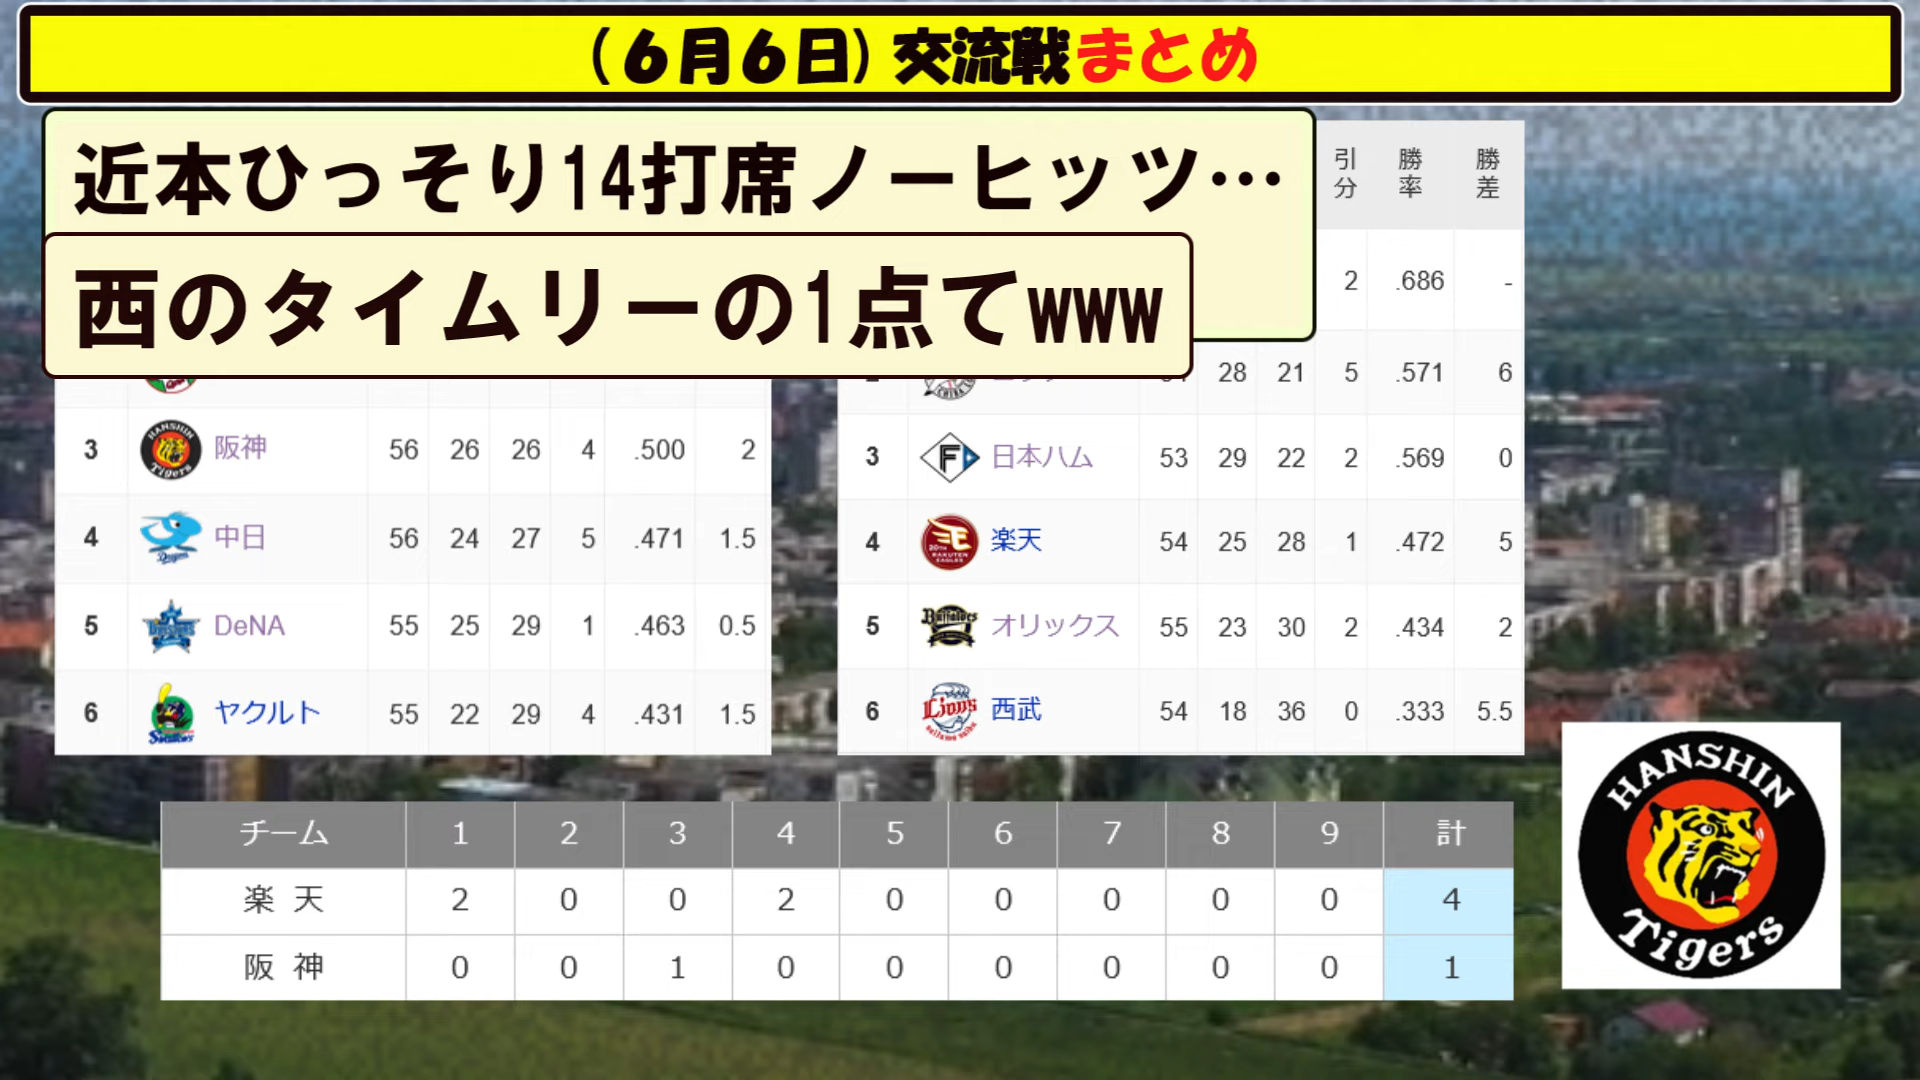 (6月6日)交流戦まとめ
近本ひっそり14打席ノーヒッツ…
西のタイムリーの1点てwww
引分 勝率 勝差
2 .686 -
28 21 5 .571 6
3 阪神 56 26 26 4 .500 2
4 中日 56 24 27 5 .471 1.5
5 DeNA 55 25 29 1 .463 0.5
6 ヤクルト 55 22 29 4 .431 1.5
3 日本ハム 53 29 22 2 .569 0
4 楽天 54 25 28 1 .472 5
5 オリックス 55 23 30 2 .434 2
6 西武 54 18 36 0 .333 5.5
チーム 1 2 3 4 5 6 7 8 9 計
楽天 2 0 0 2 0 0 0 0 0 4
阪神 0 0 1 0 0 0 0 0 0 1
HANSHIN
Tigers